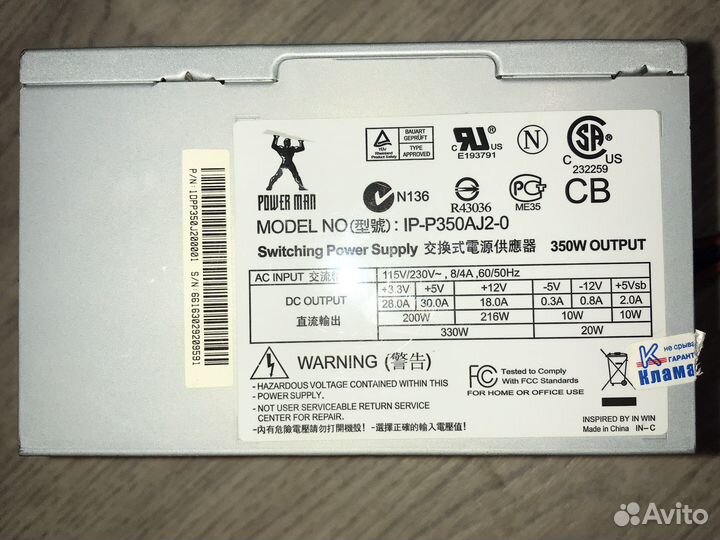 POWER MAN
TÜV Rheinland Product Safety
BAUART GEPRÜFT
TYPE APPROVED
C US
E193791
N
CSA
C US
232259
N136
R43036
ME35
CB
MODEL NO(型號): IP-P350AJ2-0
Switching Power Supply 交換式電源供應器 350W OUTPUT
AC INPUT 交流 115V/230V~, 8/4A ,60/50Hz
DC OUTPUT 直流輸出
+3.3V +5V +12V -5V -12V +5Vsb
28.0A 30.0A 18.0A 0.3A 0.8A 2.0A
200W 216W 10W 10W
330W 20W
WARNING (警告)
- HAZARDOUS VOLTAGE CONTAINED WITHIN THIS
POWER SUPPLY.
- NOT USER SERVICEABLE RETURN SERVICE
CENTER FOR REPAIR.
-內有危險電壓請勿打開機殼! -選擇正確的輸入電壓值!
FC Tested To Comply
With FCC Standards
FOR HOME OR OFFICE USE
INSPIRED BY IN WIN
Made in China IN-C
P/N:IDPP350J200001 S/N:66163029209591
не срыва
ГАРАНТ
Клама
Avito